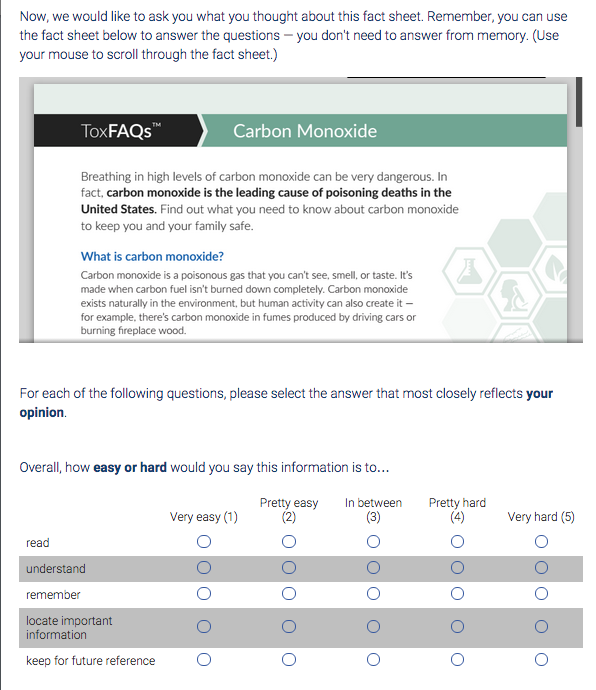 Now, we would like to ask you what you thought about this fact sheet. Remember, you can use
the fact sheet below to answer the questions — you don't need to answer from memory. (Use
your mouse to scroll through the fact sheet.)
ToxFAQs™
Carbon Monoxide
Breathing in high levels of carbon monoxide can be very dangerous. In
fact, carbon monoxide is the leading cause of poisoning deaths in the
United States. Find out what you need to know about carbon monoxide
to keep you and your family safe.
What is carbon monoxide?
Carbon monoxide is a poisonous gas that you can't see, smell, or taste. It's
made when carbon fuel isn't burned down completely. Carbon monoxide
exists naturally in the environment, but human activity can also create it —
for example, there's carbon monoxide in fumes produced by driving cars or
burning fireplace wood.
For each of the following questions, please select the answer that most closely reflects your
opinion.
Overall, how easy or hard would you say this information is to...
Very easy (1)
Pretty easy
(2)
In between
(3)
Pretty hard
(4)
Very hard (5)
read
understand
remember
locate important
information
keep for future reference